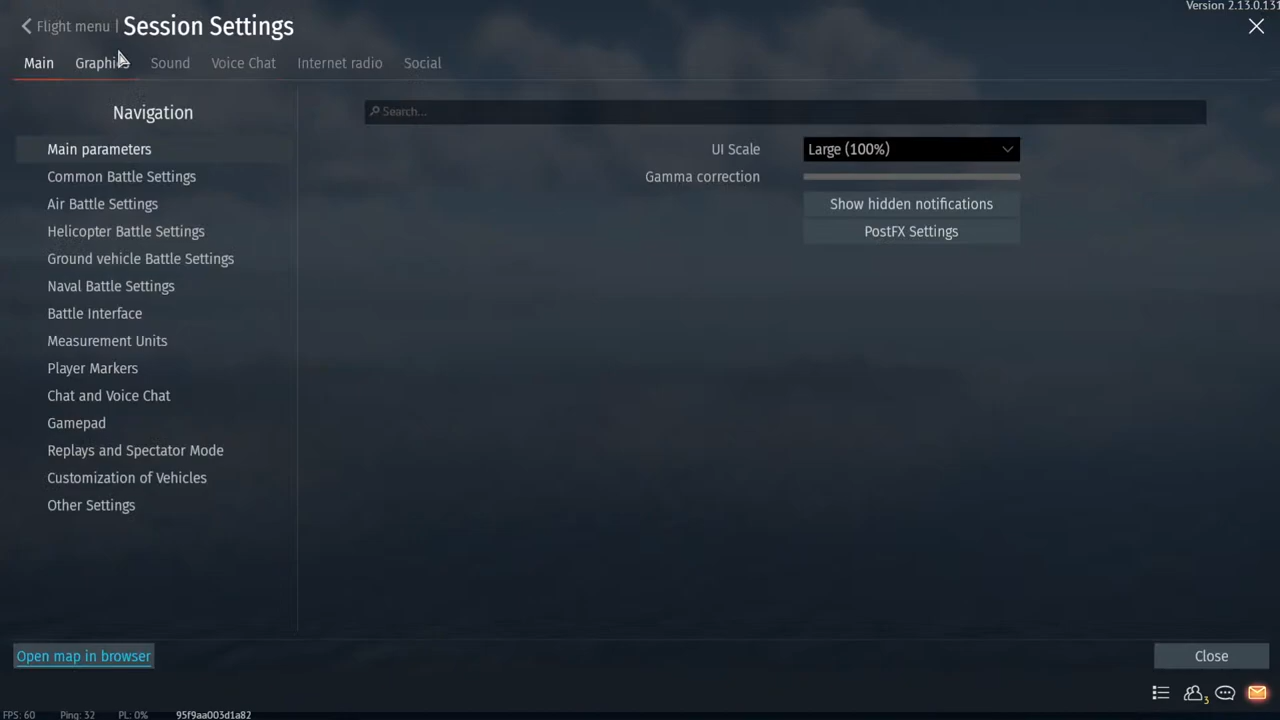 Version 2.13.0.131
Flight menu | Session Settings
Main Graphics Sound Voice Chat Internet radio Social
Navigation
Search...
Main parameters
Common Battle Settings
Air Battle Settings
Helicopter Battle Settings
Ground vehicle Battle Settings
Naval Battle Settings
Battle Interface
Measurement Units
Player Markers
Chat and Voice Chat
Gamepad
Replays and Spectator Mode
Customization of Vehicles
Other Settings
UI Scale Large (100%)
Gamma correction
Show hidden notifications
PostFX Settings
Open map in browser
Close
3
FPS: 60 Ping: 32 PL: 0% 95f9aa003d1a82